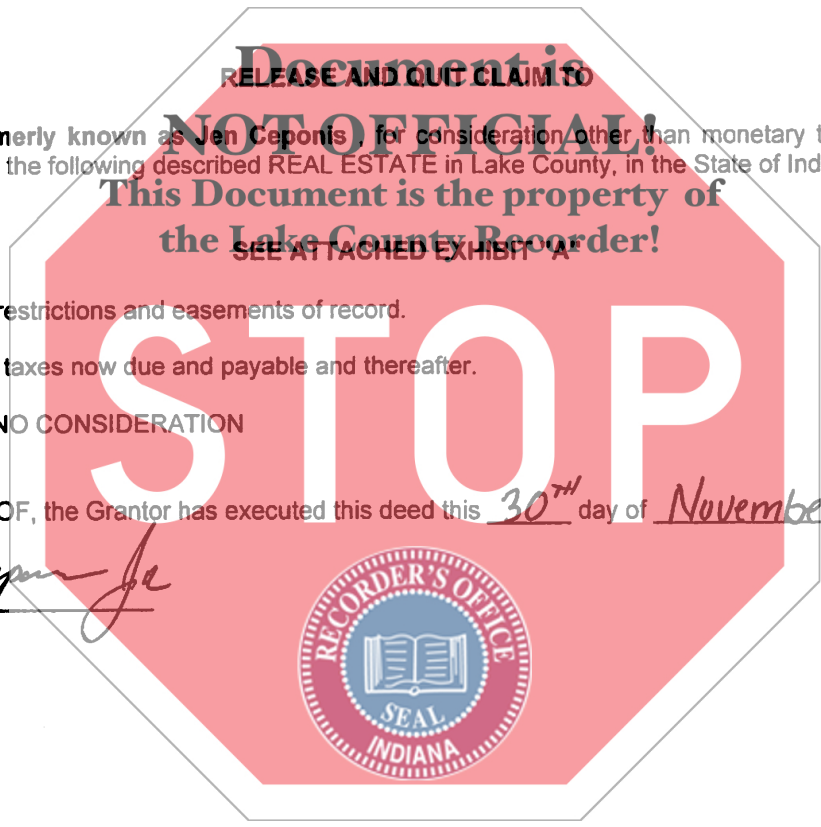 Document is
RELEASE AND QUIT CLAIM TO
NOT OFFICIAL!
merly known as Jen Ceponis , for consideration other than monetary t
the following described REAL ESTATE in Lake County, in the State of Ind
This Document is the property of
the Lake County Recorder!
SEE ATTACHED EXHIBIT "A"
restrictions and easements of record.
taxes now due and payable and thereafter.
NO CONSIDERATION
STOP
OF, the Grantor has executed this deed this 30TH day of Novembe
Jr
RECORDER'S OFFICE
SEAL
INDIANA